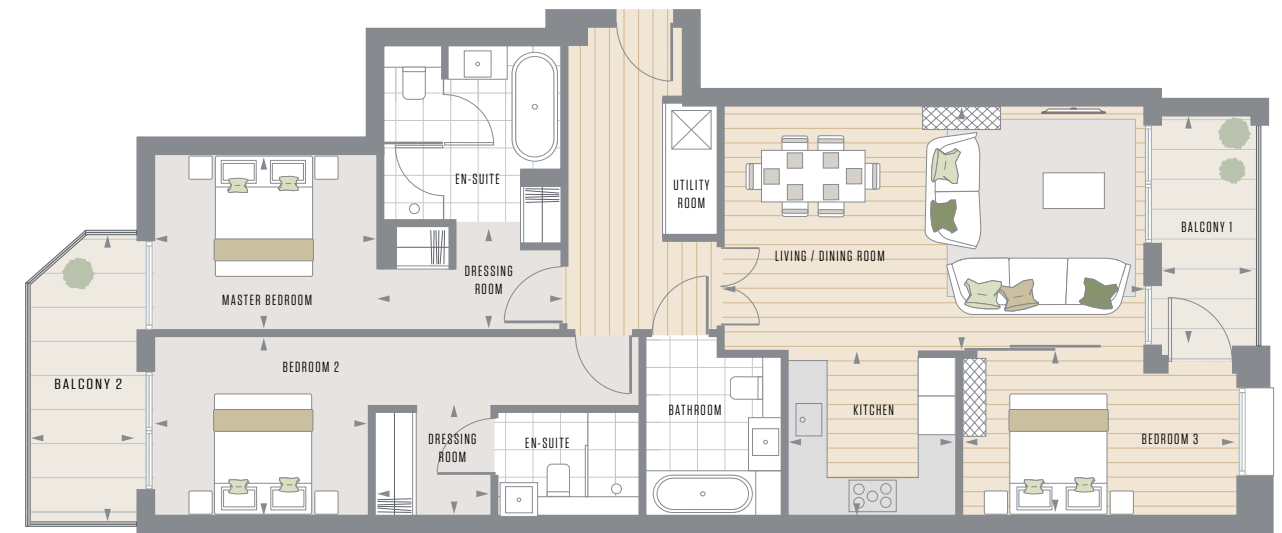 EN-SUITE
UTILITY
ROOM
BALCONY 1
LIVING / DINING ROOM
DRESSING
ROOM
MASTER BEDROOM
BEDROOM 2
BALCONY 2
BATHROOM
KITCHEN
DRESSING
ROOM
EN-SUITE
BEDROOM 3